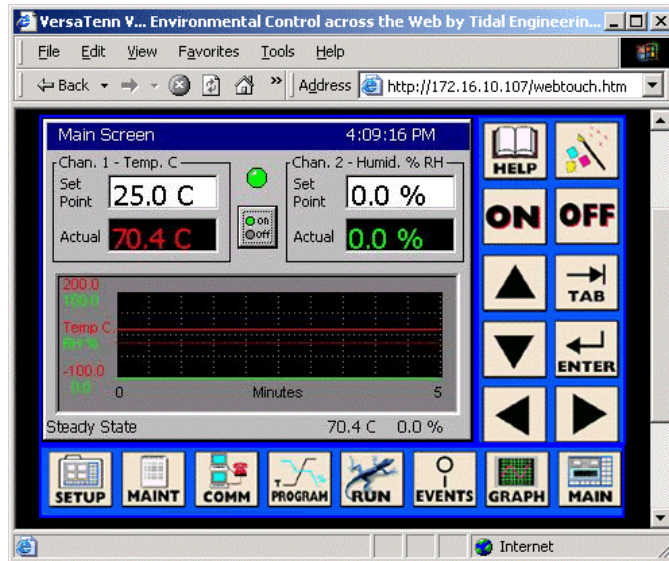 VersaTenn V... Environmental Control across the Web by Tidal Engineerin...
File Edit View Favorites Tools Help
Back » Address http://172.16.10.107/webtouch.htm
Main Screen 4:09:16 PM
Chan. 1 - Temp. C
Set Point 25.0 C
Actual 70.4 C
on
off
Chan. 2 - Humid. % RH
Set Point 0.0 %
Actual 0.0 %
200.0
100.0
Temp C
RH %
-100.0
0.0
0 Minutes 5
Steady State 70.4 C 0.0 %
HELP
ON OFF
TAB
ENTER
SETUP MAINT COMM PROGRAM RUN EVENTS GRAPH MAIN
Internet